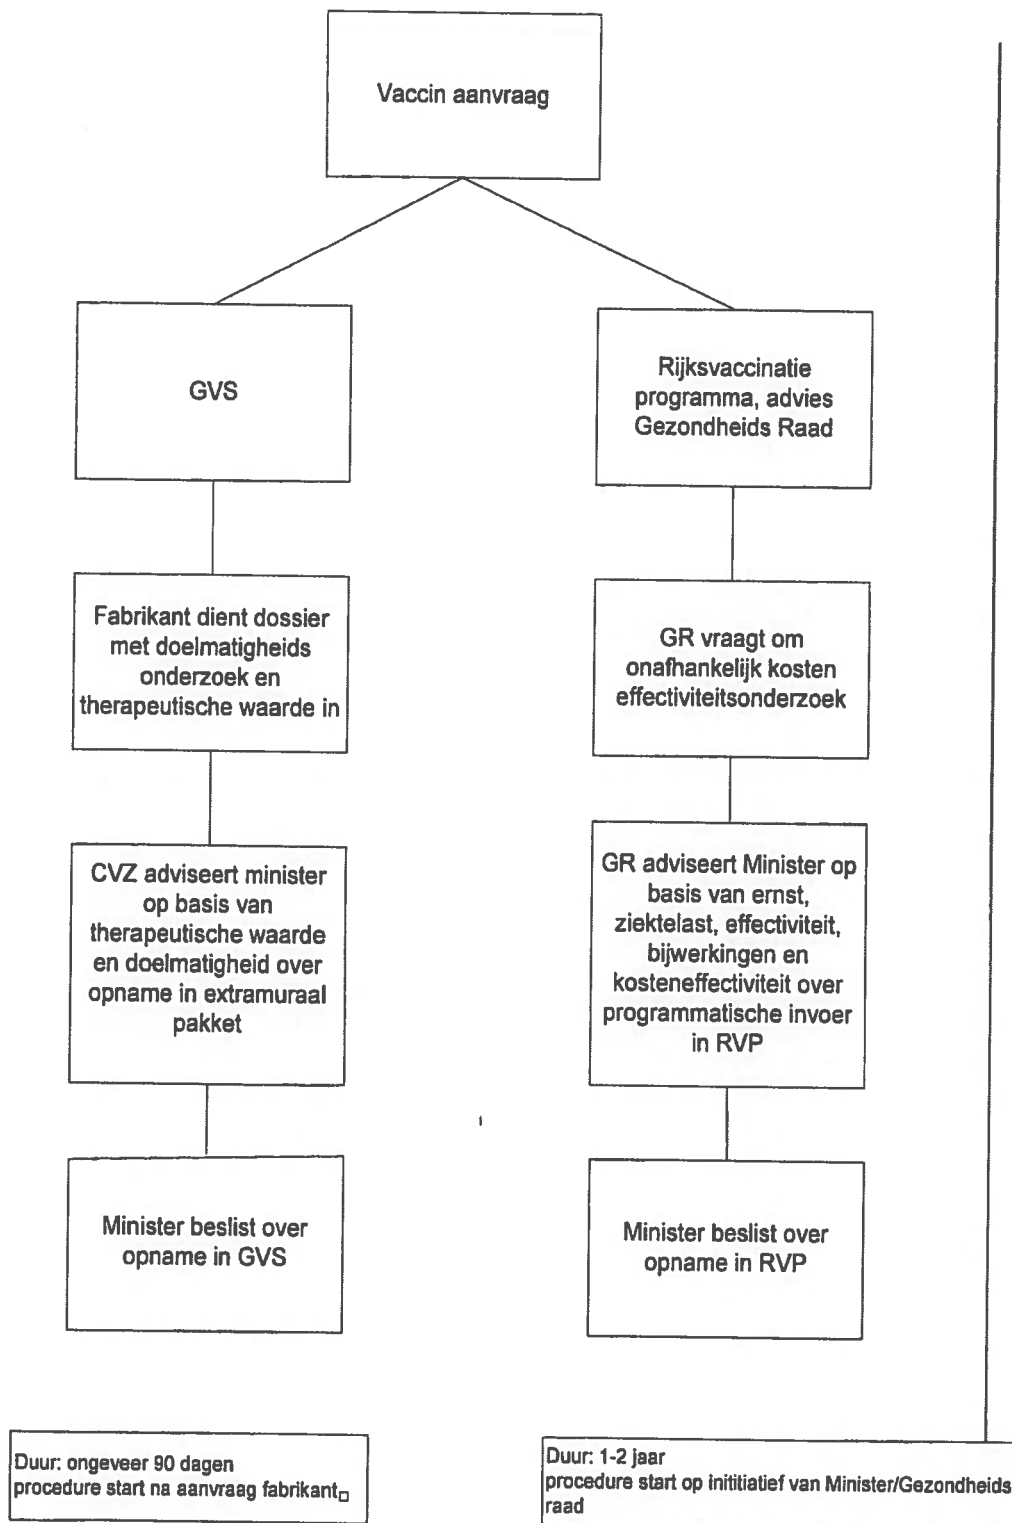 Vaccin aanvraag
GVS
Fabrikant dient dossier
met doelmatigheids
onderzoek en
therapeutische waarde in
CVZ adviseert minister
op basis van
therapeutische waarde
en doelmatigheid over
opname in extramuraal
pakket
Minister beslist over
opname in GVS
Duur: ongeveer 90 dagen
procedure start na aanvraag fabrikant
Rijksvaccinatie
programma, advies
Gezondheids Raad
GR vraagt om
onafhankelijk kosten
effectiviteitsonderzoek
GR adviseert Minister op
basis van ernst,
ziektelast, effectiviteit,
bijwerkingen en
kosteneffectiviteit over
programmatische invoer
in RVP
Minister beslist over
opname in RVP
Duur: 1-2 jaar
procedure start op inititiatief van Minister/Gezondheids
raad